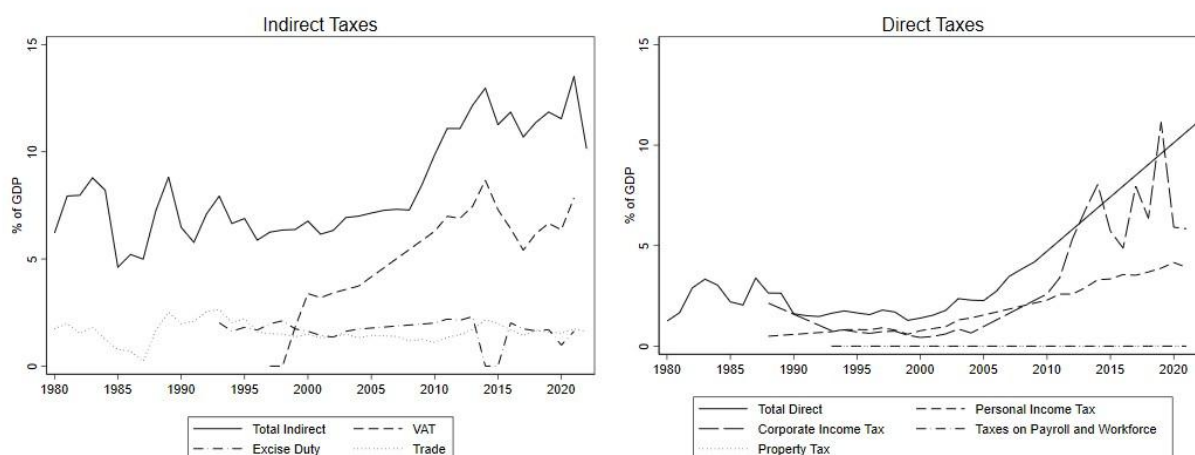 Indirect Taxes
15
10
5
0
% of GDP
1980 1985 1990 1995 2000 2005 2010 2015 2020
Total Indirect VAT
Excise Duty Trade
Direct Taxes
15
10
5
0
% of GDP
1980 1985 1990 1995 2000 2005 2010 2015 2020
Total Direct Personal Income Tax
Corporate Income Tax Taxes on Payroll and Workforce
Property Tax